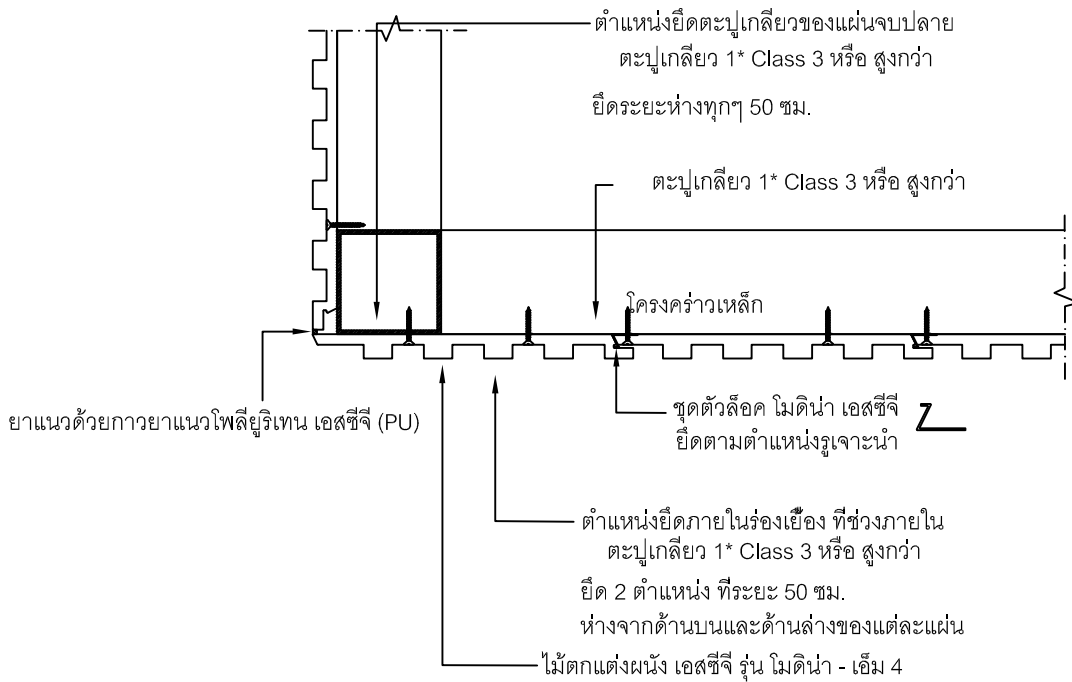 ตำแหน่งยึดตะปูเกลียวของแผ่นจบปลาย
ตะปูเกลียว 1* Class 3 หรือ สูงกว่า
ยึดระยะห่างทุกๆ 50 ซม.
ตะปูเกลียว 1* Class 3 หรือ สูงกว่า
โครงคร่าวเหล็ก
ยาแนวด้วยกาวยาแนวโพลียูริเทน เอสซีจี (PU)
ชุดตัวล็อค โมดิน่า เอสซีจี
ยึดตามตำแหน่งรูเจาะนำ
ตำแหน่งยึดภายในร่องเยื้อง ที่ช่วงภายใน
ตะปูเกลียว 1* Class 3 หรือ สูงกว่า
ยึด 2 ตำแหน่ง ที่ระยะ 50 ซม.
ห่างจากด้านบนและด้านล่างของแต่ละแผ่น
ไม้ตกแต่งผนัง เอสซีจี รุ่น โมดิน่า - เอ็ม 4